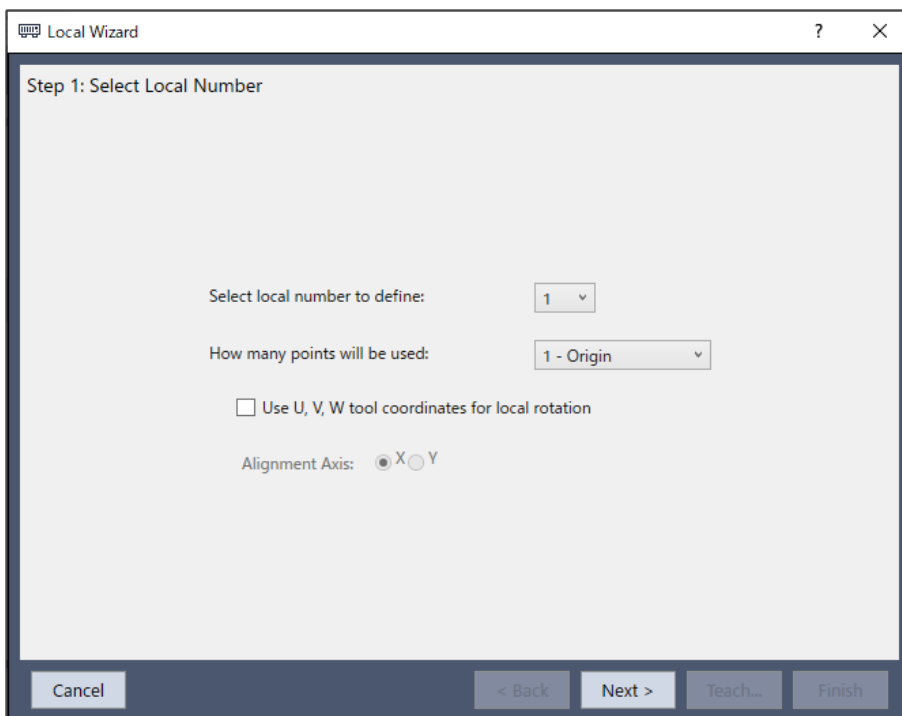 Local Wizard ?
Step 1: Select Local Number
Select local number to define: 1
How many points will be used: 1 - Origin
Use U, V, W tool coordinates for local rotation
Alignment Axis: X Y
Cancel < Back Next > Teach... Finish